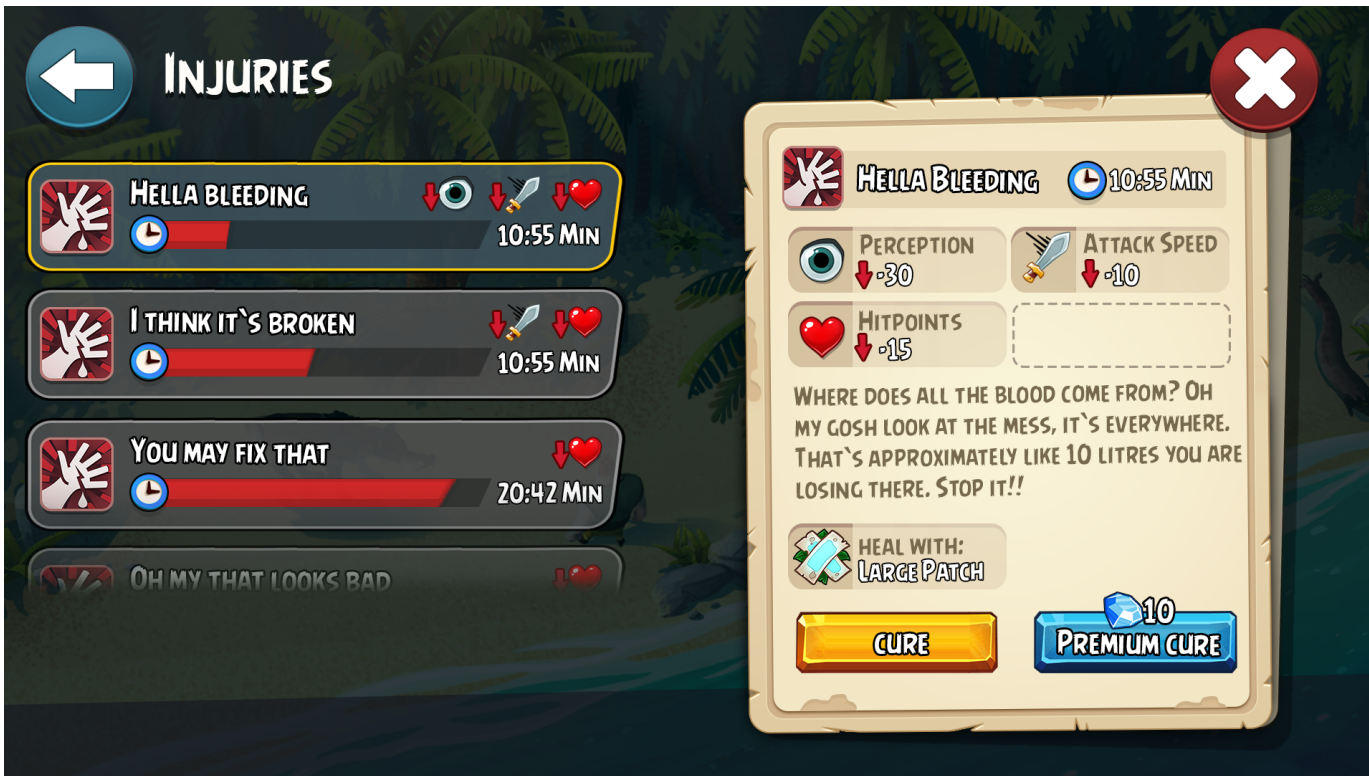 Injuries
Hella bleeding
10:55 Min
I think it`s broken
10:55 Min
You may fix that
20:42 Min
Oh my that looks bad
Hella Bleeding
10:55 Min
Perception
-30
Attack Speed
-10
Hitpoints
-15
Where does all the blood come from? Oh
my gosh look at the mess, it`s everywhere.
That`s approximately like 10 litres you are
losing there. Stop it!!
heal with:
Large Patch
cure
10
Premium cure